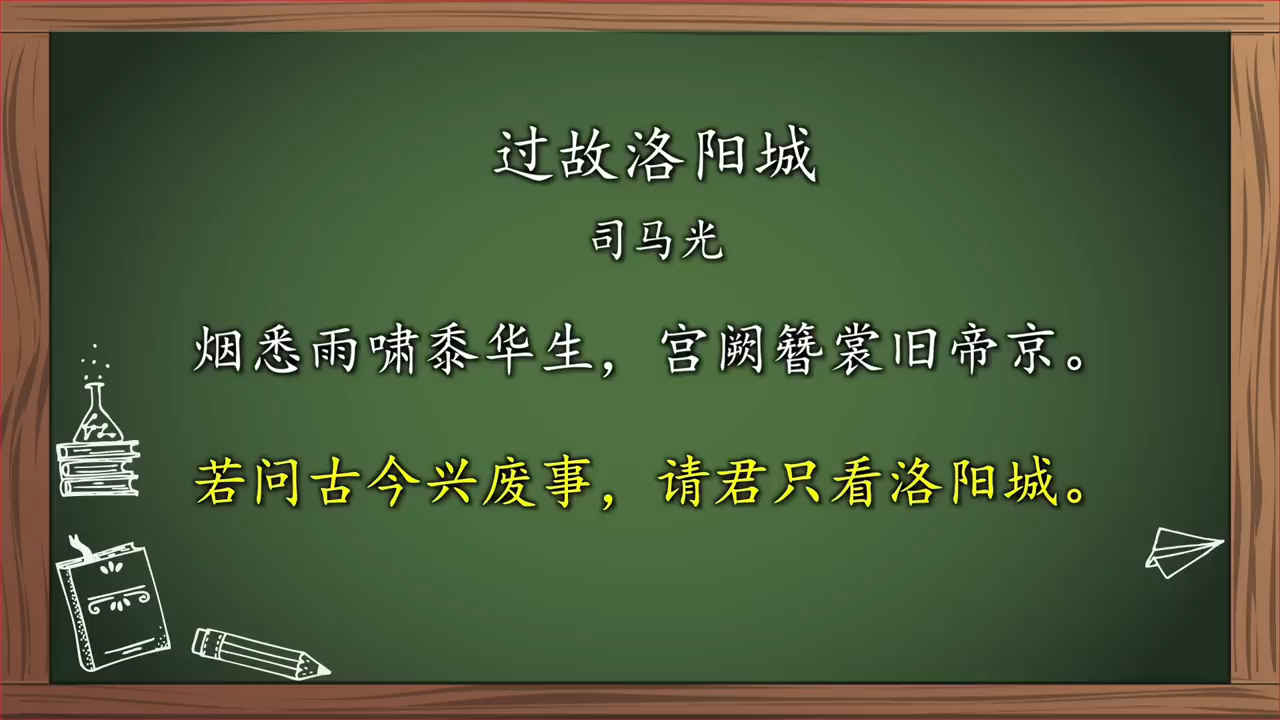 过故洛阳城
司马光
烟悉雨啸黍华生，宫阙簪裳旧帝京。
若问古今兴废事，请君只看洛阳城。